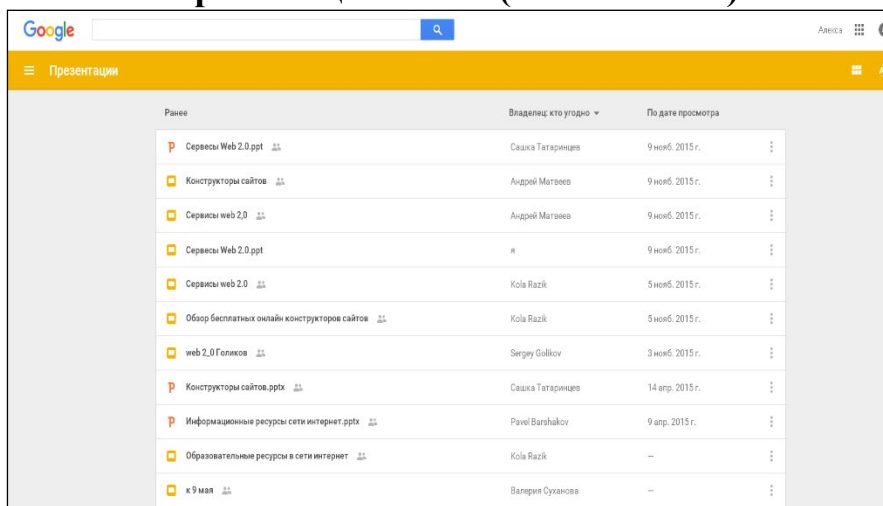 Google Алекса
Презентации
Ранее Владелец: кто угодно По дате просмотра
Сервесы Web 2.0.ppt Сашка Татаринцев 9 нояб. 2015 г.
Конструкторы сайтов Андрей Матвеев 9 нояб. 2015 г.
Сервисы web 2,0 Андрей Матвеев 9 нояб. 2015 г.
Сервесы Web 2.0.ppt я 9 нояб. 2015 г.
Сервисы web 2.0 Kola Razik 5 нояб. 2015 г.
Обзор бесплатных онлайн конструкторов сайтов Kola Razik 5 нояб. 2015 г.
web 2_0 Голиков Sergey Golikov 3 нояб. 2015 г.
Конструкторы сайтов.pptx Сашка Татаринцев 14 апр. 2015 г.
Информационные ресурсы сети интернет.pptx Pavel Barshakov 9 апр. 2015 г.
Образовательные ресурсы в сети интернет Kola Razik —
к 9 мая Валерия Суханова —